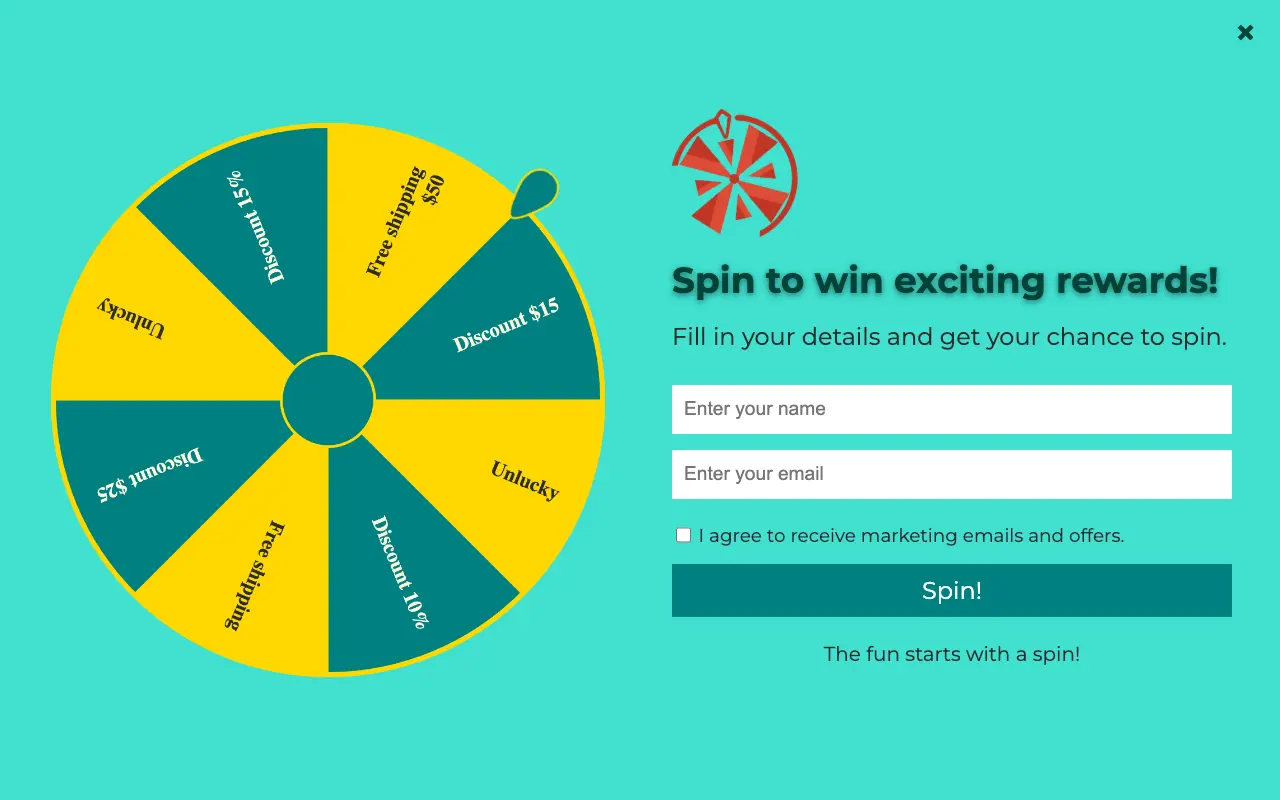 ✖
Discount 15%
Free shipping
$50
Discount $15
Unlucky
Discount 10%
Free shipping
Discount $25
Unlucky
Spin to win exciting rewards!
Fill in your details and get your chance to spin.
Enter your name
Enter your email
I agree to receive marketing emails and offers.
Spin!
The fun starts with a spin!